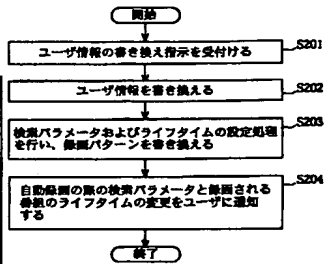 開始
ユーザ情報の書き換え指示を受付ける
S201
ユーザ情報を書き換える
S202
検索パラメータおよびライフタイムの設定処理
を行い、録画パターンを書き換える
S203
自動録画の際の検索パラメータと録画される
番組のライフタイムの変更をユーザに通知
する
S204
終了